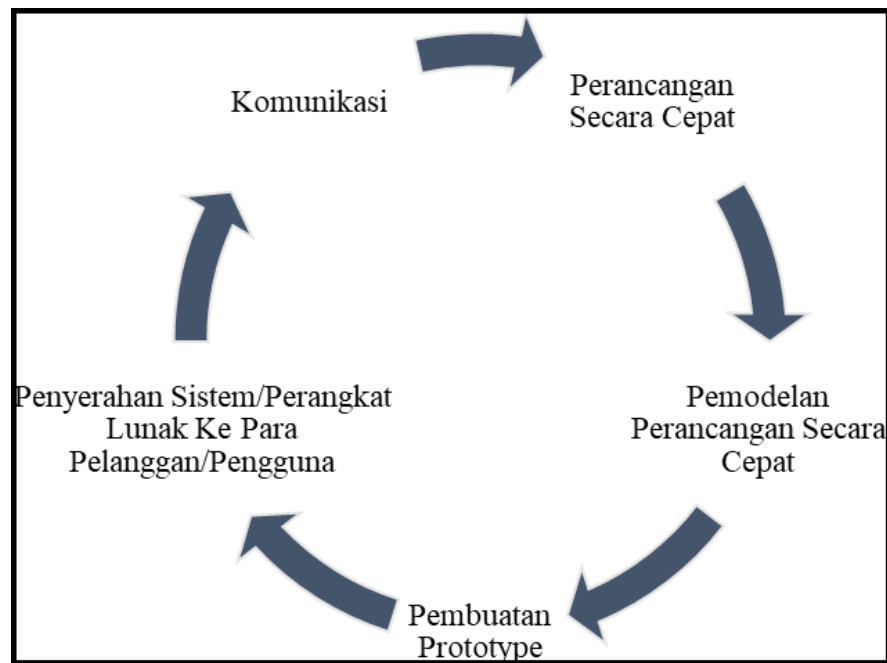 Komunikasi
Perancangan
Secara Cepat
Pemodelan
Perancangan Secara
Cepat
Pembuatan
Prototype
Penyerahan Sistem/Perangkat
Lunak Ke Para
Pelanggan/Pengguna